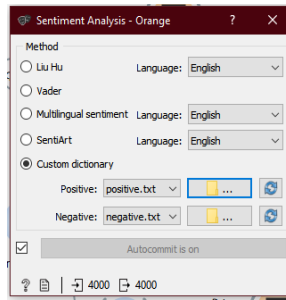 Sentiment Analysis - Orange ? ×
Method
Liu Hu Language: English
Vader
Multilingual sentiment Language: English
SentiArt Language: English
Custom dictionary
Positive: positive.txt ...
Negative: negative.txt ...
Autocommit is on
? 4000 4000